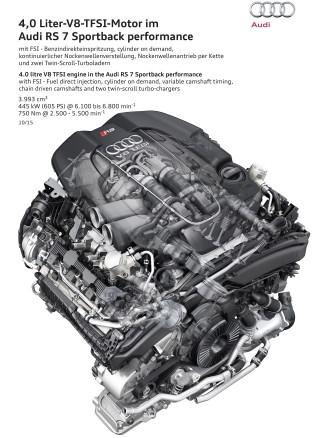 4,0 Liter-V8-TFSI-Motor im
Audi RS 7 Sportback performance
Audi
mit FSI - Benzindirekteinspritzung, cylinder on demand,
kontinuierlicher Nockenwellenverstellung, Nockenwellenantrieb per Kette
und zwei Twin-Scroll-Turboladern
4.0 litre V8 TFSI engine in the Audi RS 7 Sportback performance
with FSI - Fuel direct injection, cylinder on demand, variable camshaft timing,
chain driven camshafts and two twin-scroll turbo-chargers
3.993 cm³
445 kW (605 PS) @ 6.100 bis 6.800 min⁻¹
750 Nm @ 2.500 - 5.500 min⁻¹
10/15